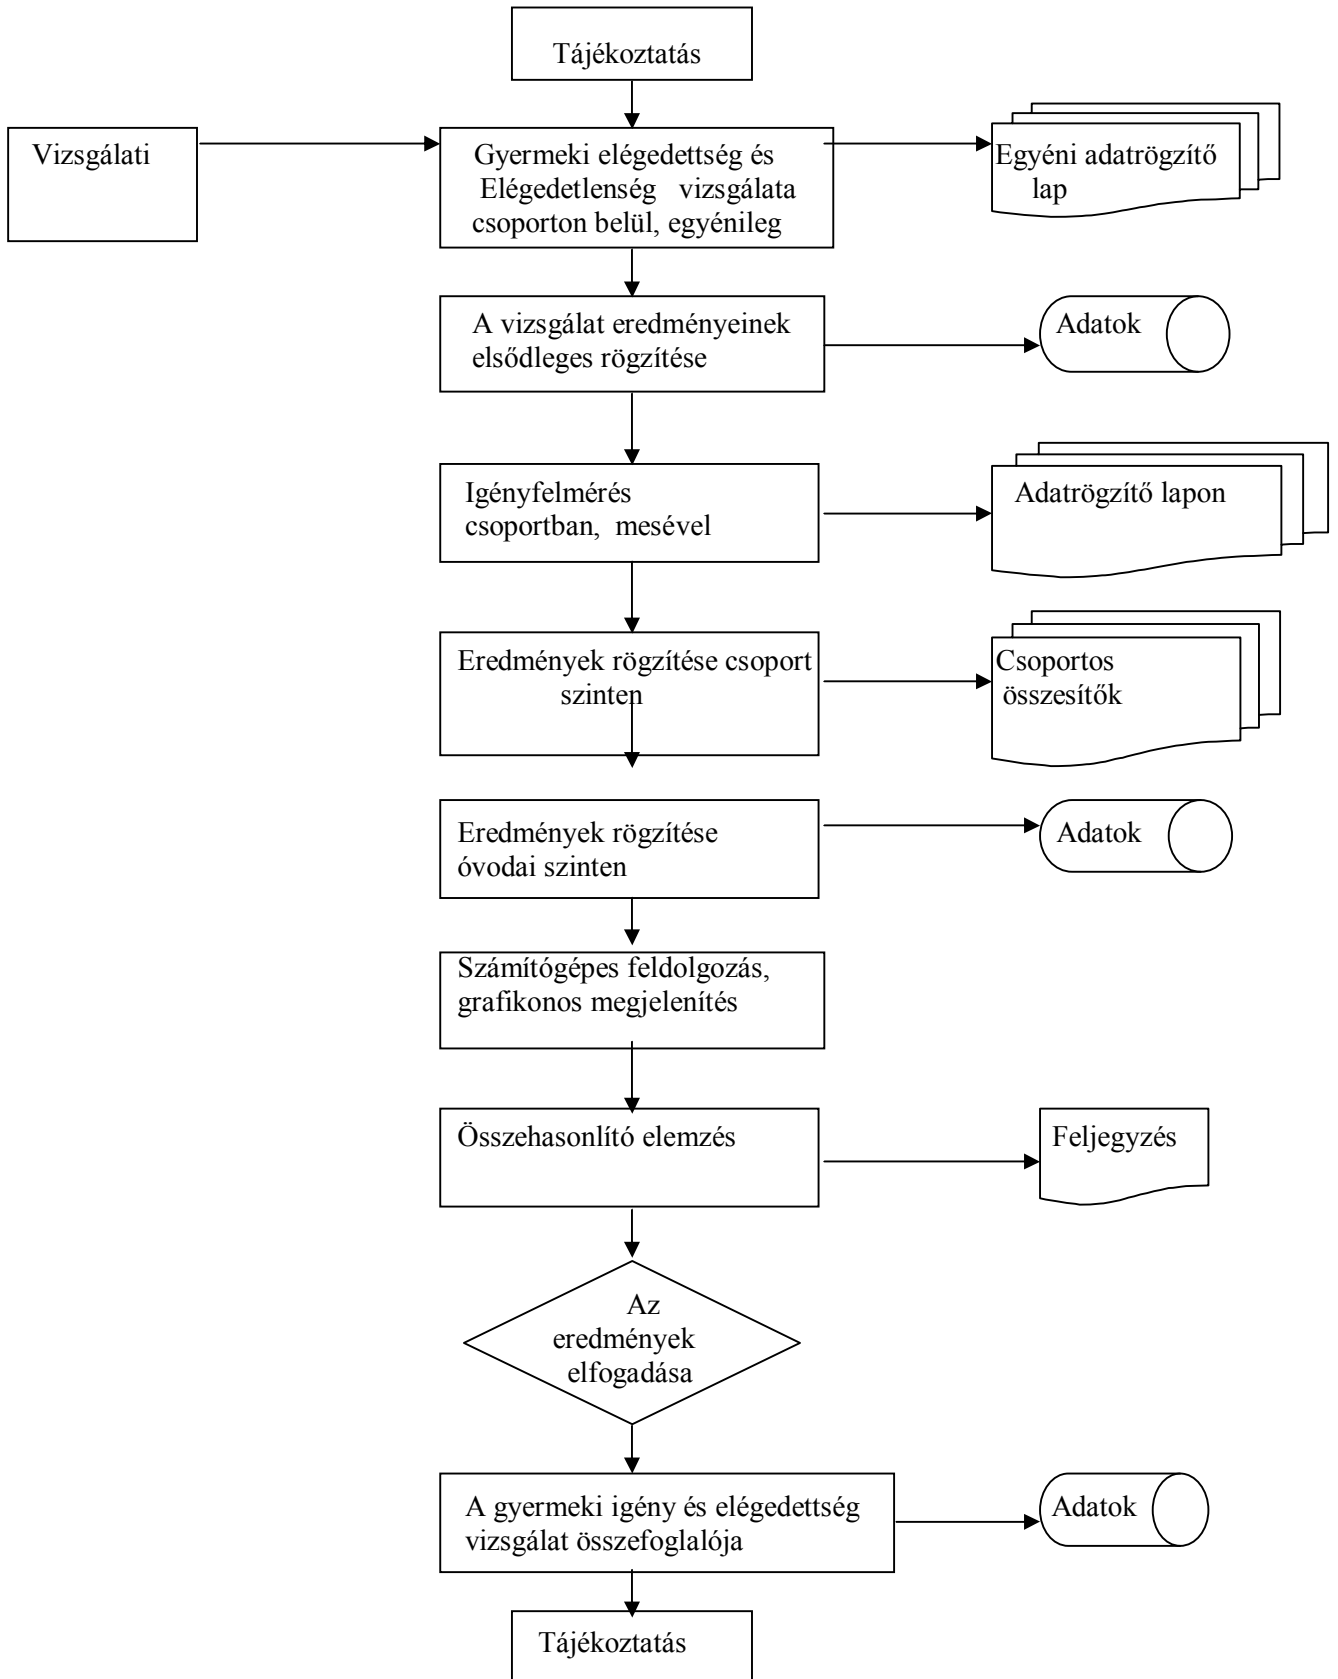 Tájékoztatás
Vizsgálati
Gyermeki elégedettség és
Elégedetlenség vizsgálata
csoporton belül, egyénileg
Egyéni adatrögzítő
lap
A vizsgálat eredményeinek
elsődleges rögzítése
Adatok
Igényfelmérés
csoportban, mesével
Adatrögzítő lapon
Eredmények rögzítése csoport
szinten
Csoportos
összesítők
Eredmények rögzítése
óvodai szinten
Adatok
Számítógépes feldolgozás,
grafikonos megjelenítés
Összehasonlító elemzés
Feljegyzés
Az
eredmények
elfogadása
A gyermeki igény és elégedettség
vizsgálat összefoglalója
Adatok
Tájékoztatás